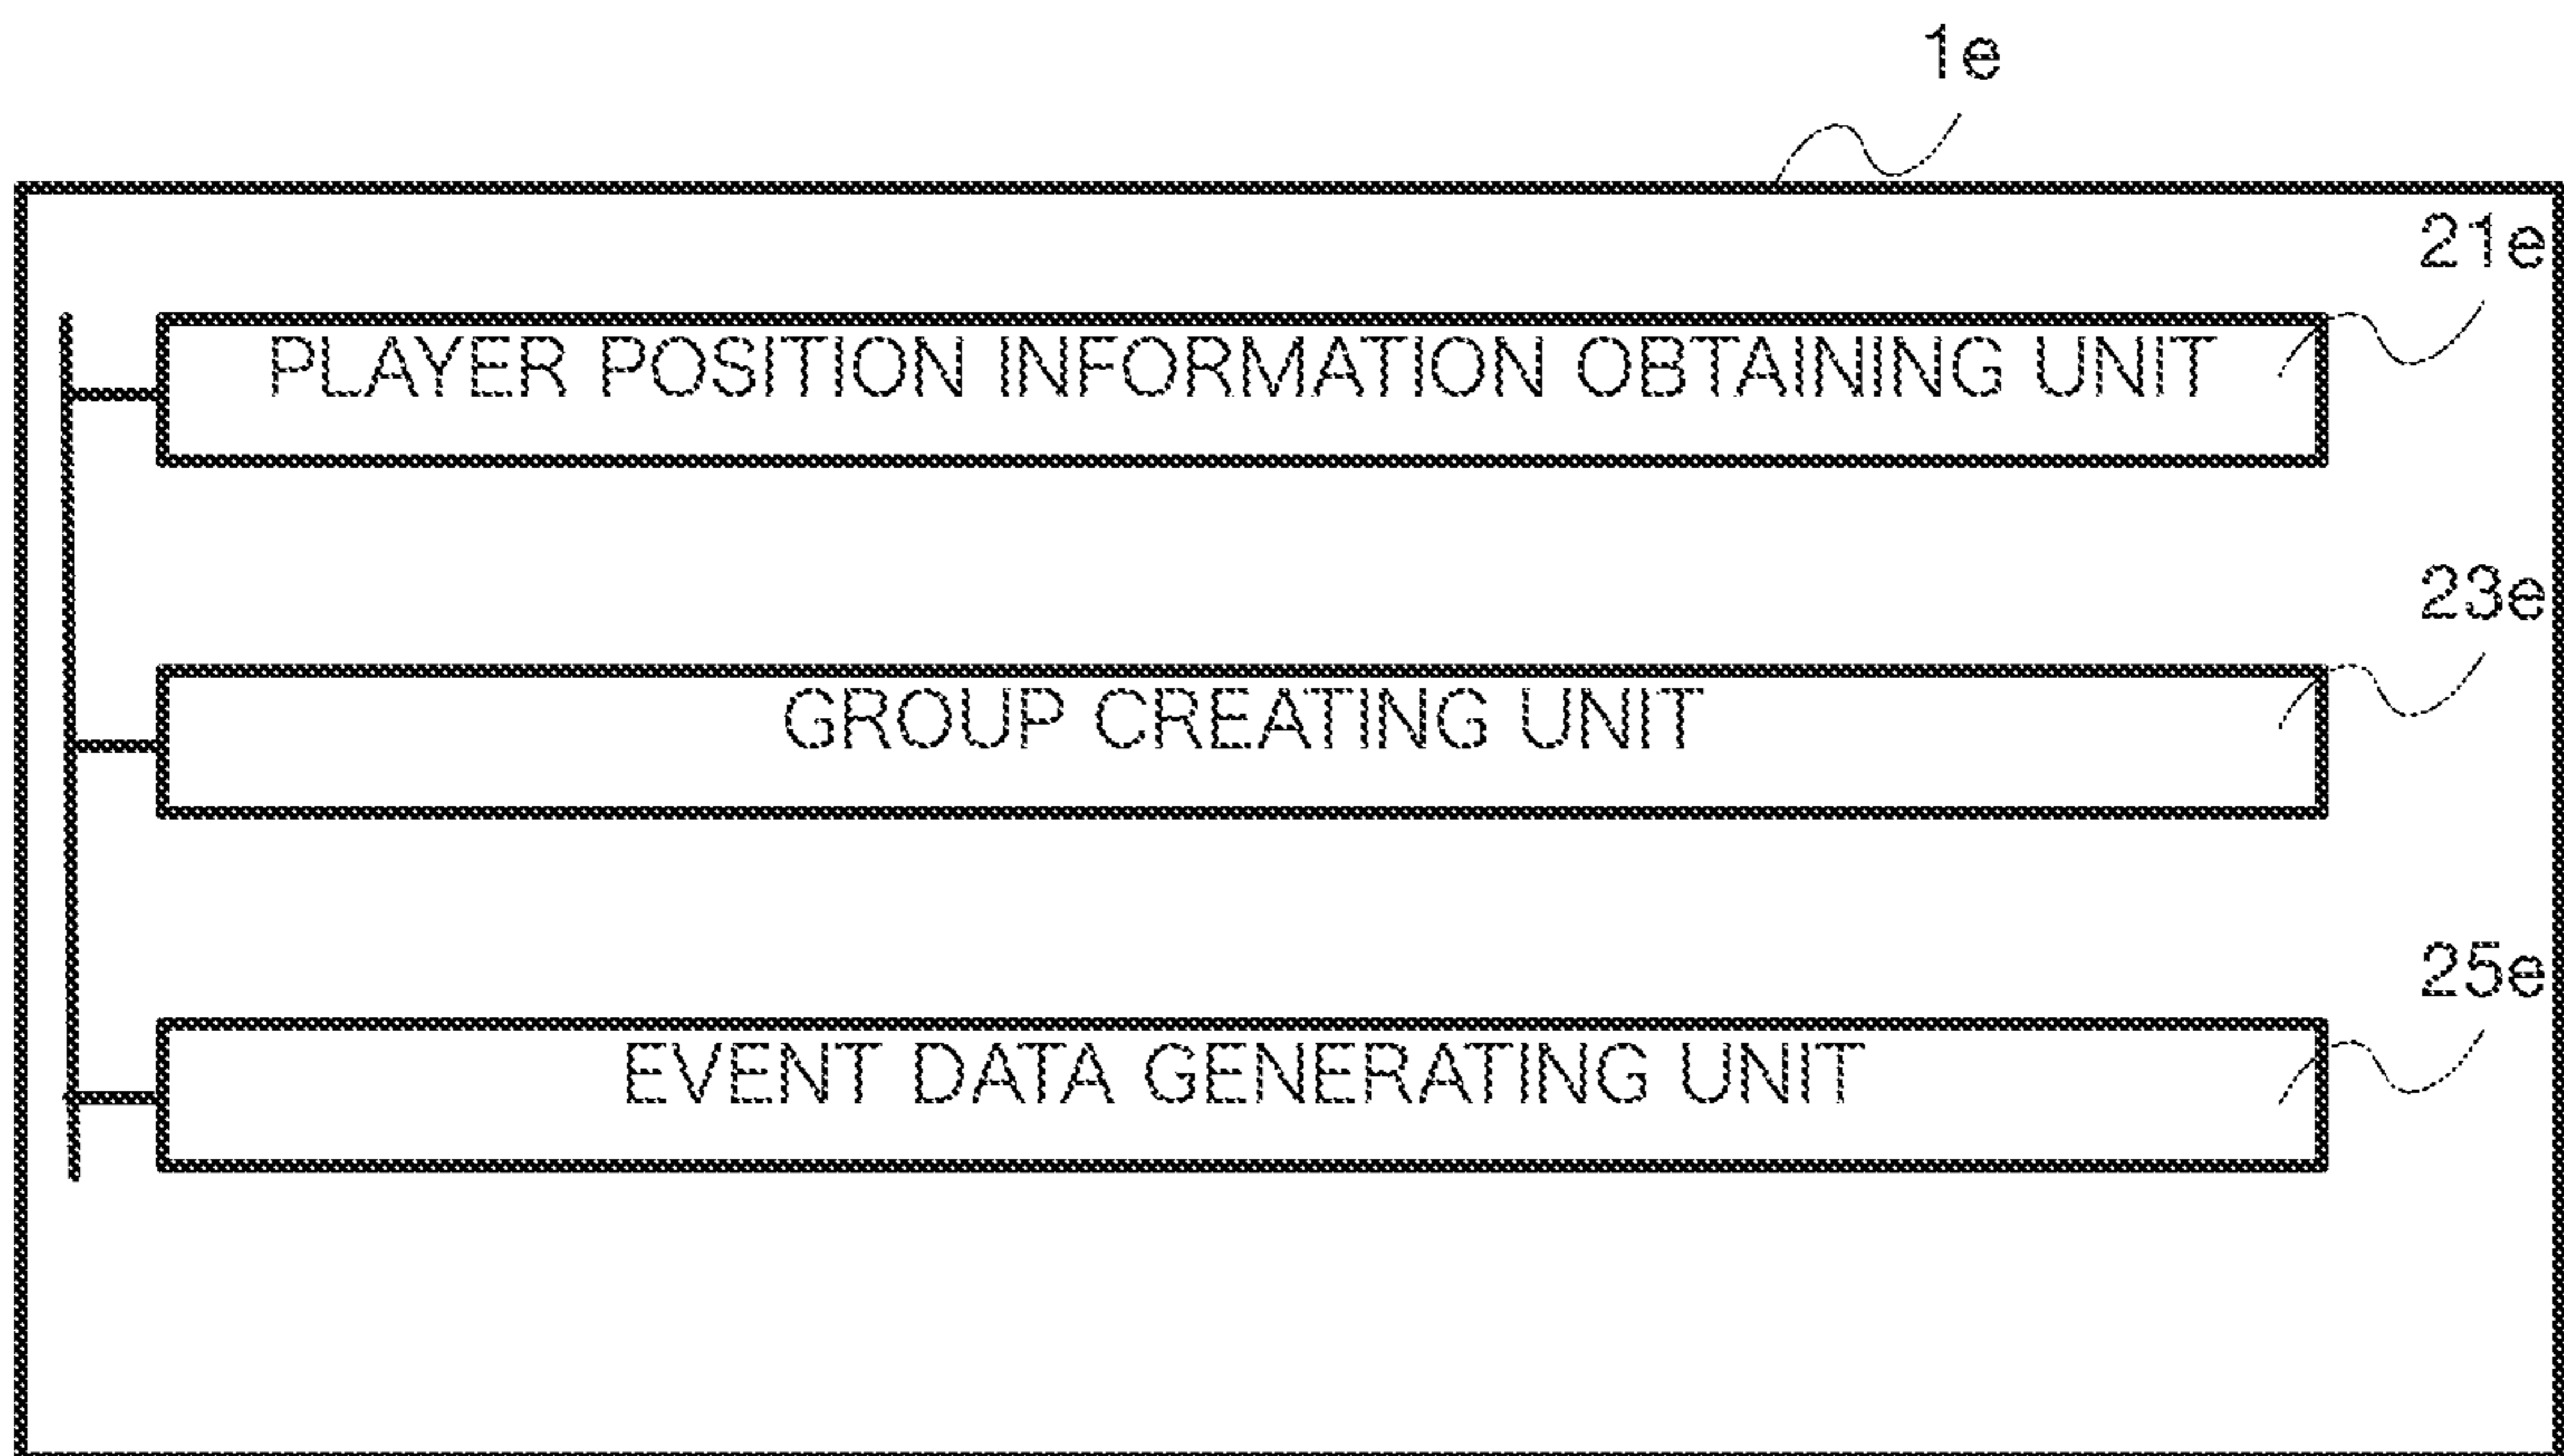 1e
21e
PLAYER POSITION INFORMATION OBTAINING UNIT
23e
GROUP CREATING UNIT
25e
EVENT DATA GENERATING UNIT